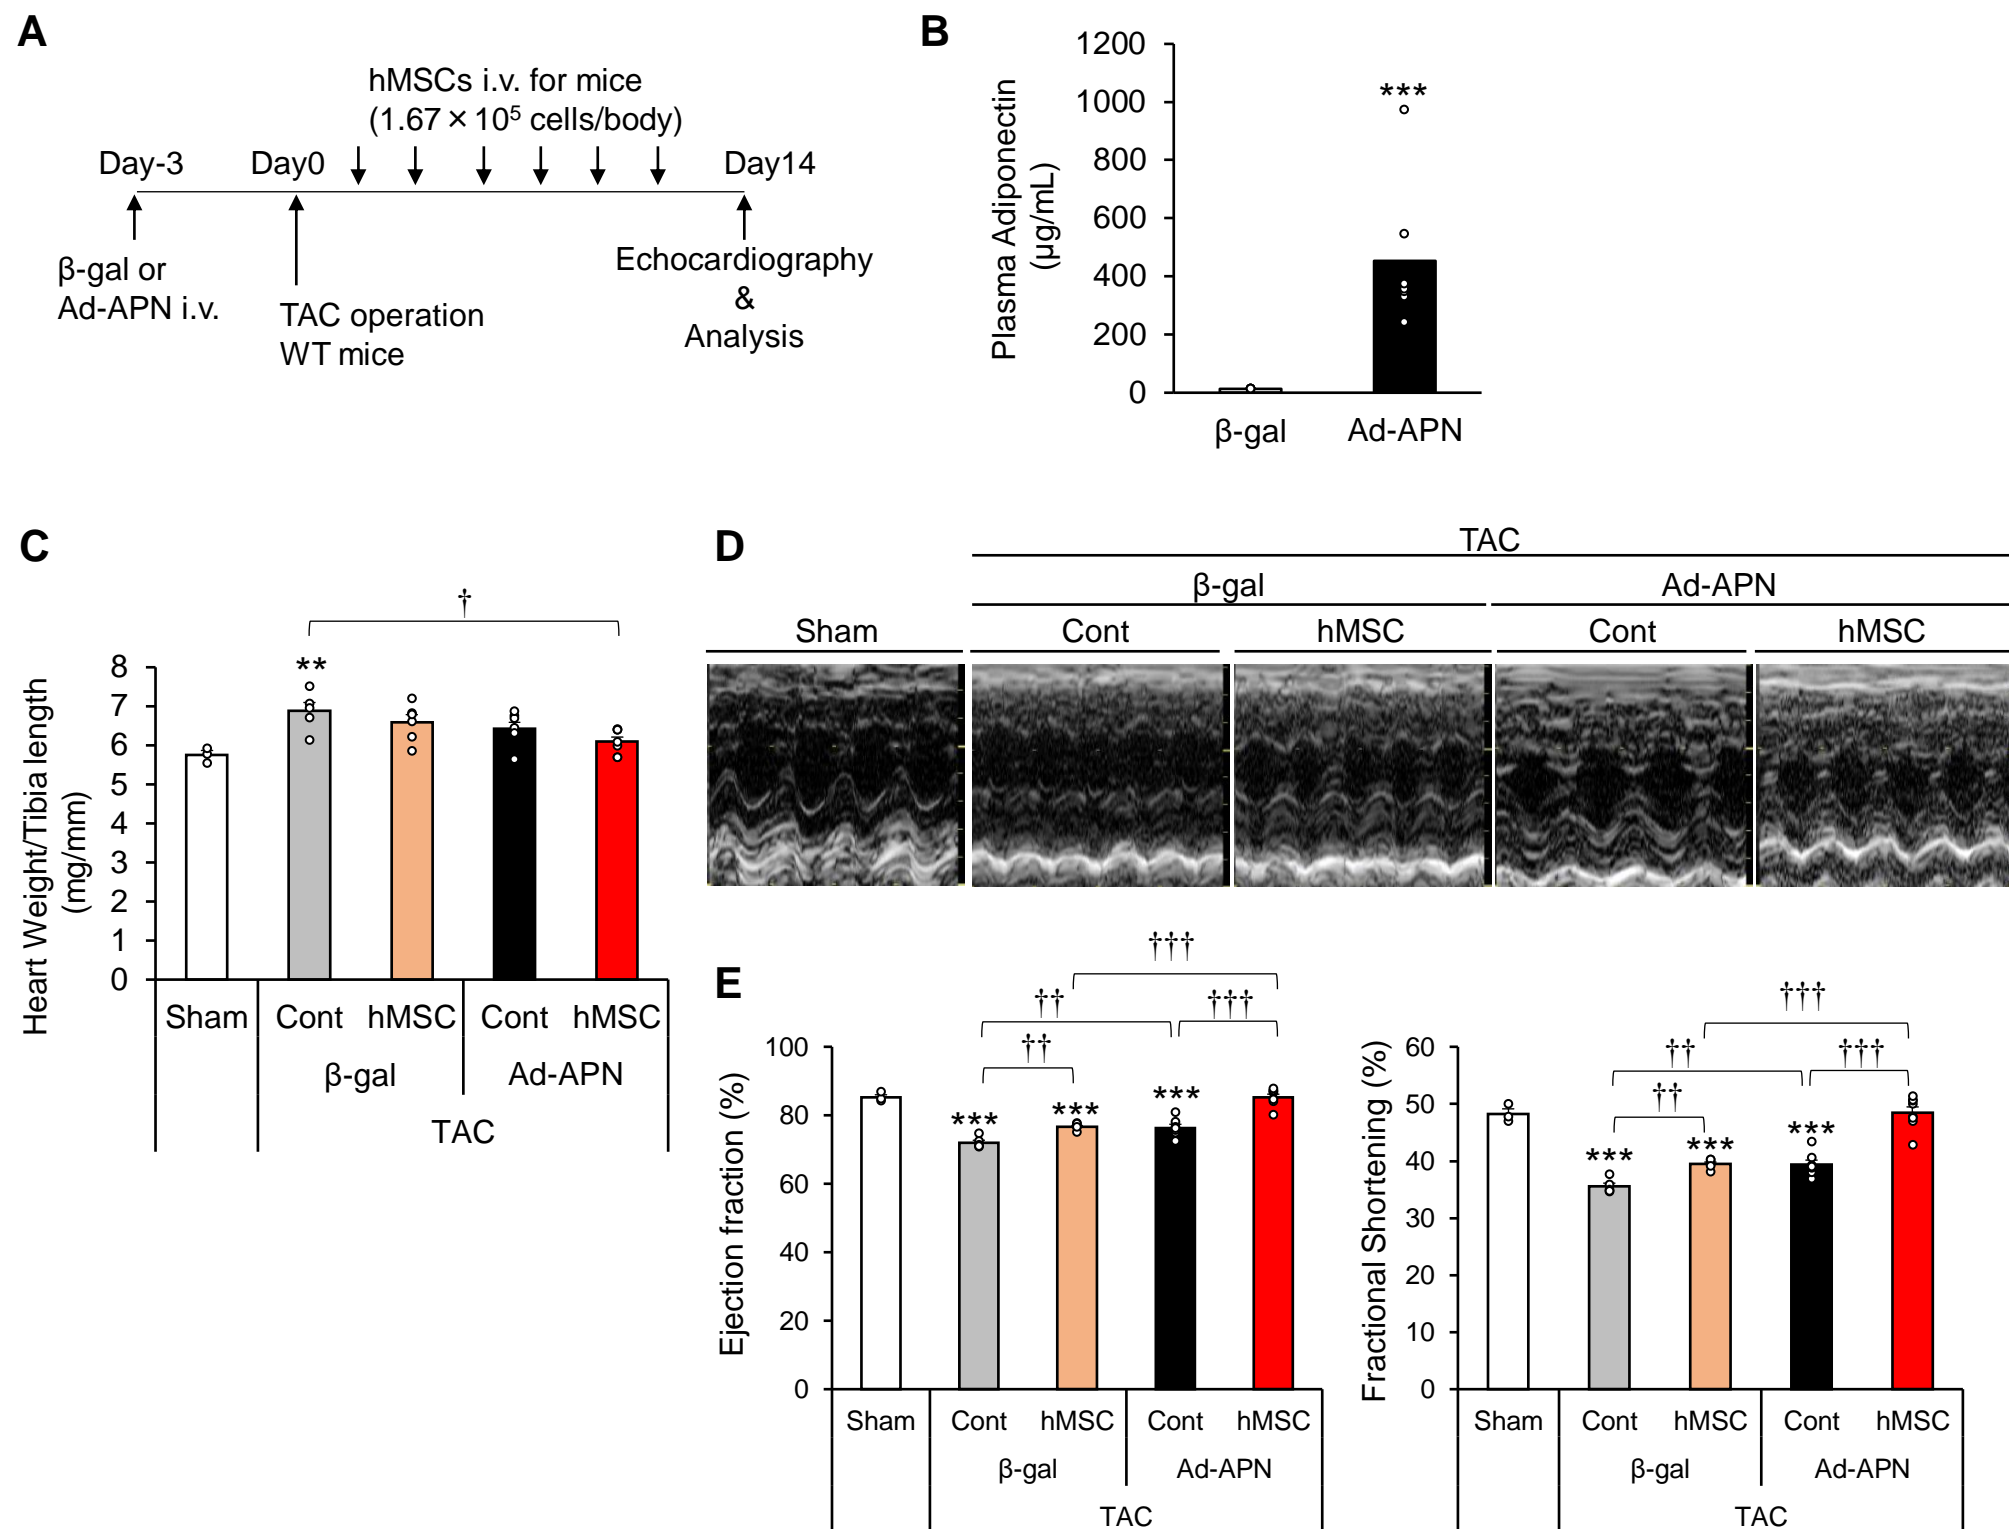 A
hMSCs i.v. for mice
(1.67×10⁵ cells/body)
Day-3
Day0
Day14
β-gal or
Ad-APN i.v.
TAC operation
WT mice
Echocardiography
&
Analysis
B
Plasma Adiponectin
(μg/mL)
1200
1000
800
600
400
200
0
***
β-gal
Ad-APN
C
Heart Weight/Tibia length
(mg/mm)
8
7
6
5
4
3
2
1
0
†
**
Sham
Cont
hMSC
Cont
hMSC
β-gal
Ad-APN
TAC
D
TAC
β-gal
Ad-APN
Sham
Cont
hMSC
Cont
hMSC
E
Ejection fraction (%)
100
80
60
40
20
0
†††
††
†††
††
***
***
***
Sham
Cont
hMSC
Cont
hMSC
β-gal
Ad-APN
TAC
Fractional Shortening (%)
60
50
40
30
20
10
0
†††
††
†††
††
***
***
***
Sham
Cont
hMSC
Cont
hMSC
β-gal
Ad-APN
TAC